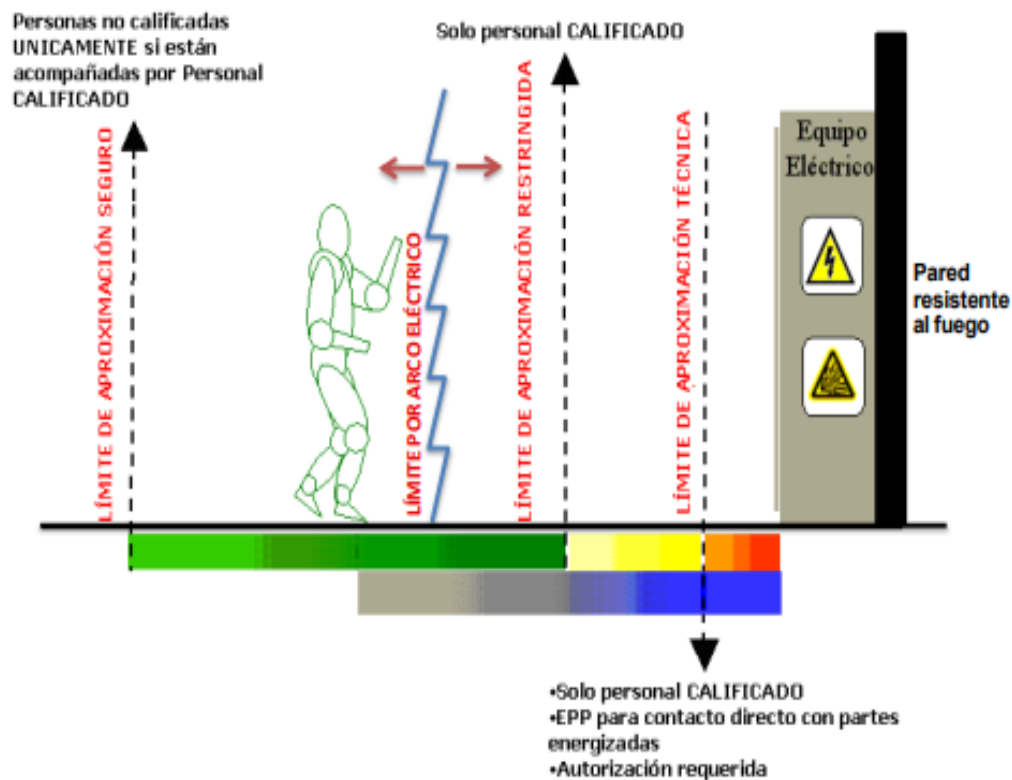 Personas no calificadas
UNICAMENTE si están
acompañadas por Personal
CALIFICADO
Solo personal CALIFICADO
LÍMITE DE APROXIMACIÓN SEGURO
LÍMITE POR ARCO ELÉCTRICO
LÍMITE DE APROXIMACIÓN RESTRINGIDA
LÍMITE DE APROXIMACIÓN TÉCNICA
Equipo
Eléctrico
Pared
resistente
al fuego
•Solo personal CALIFICADO
•EPP para contacto directo con partes
energizadas
•Autorización requerida